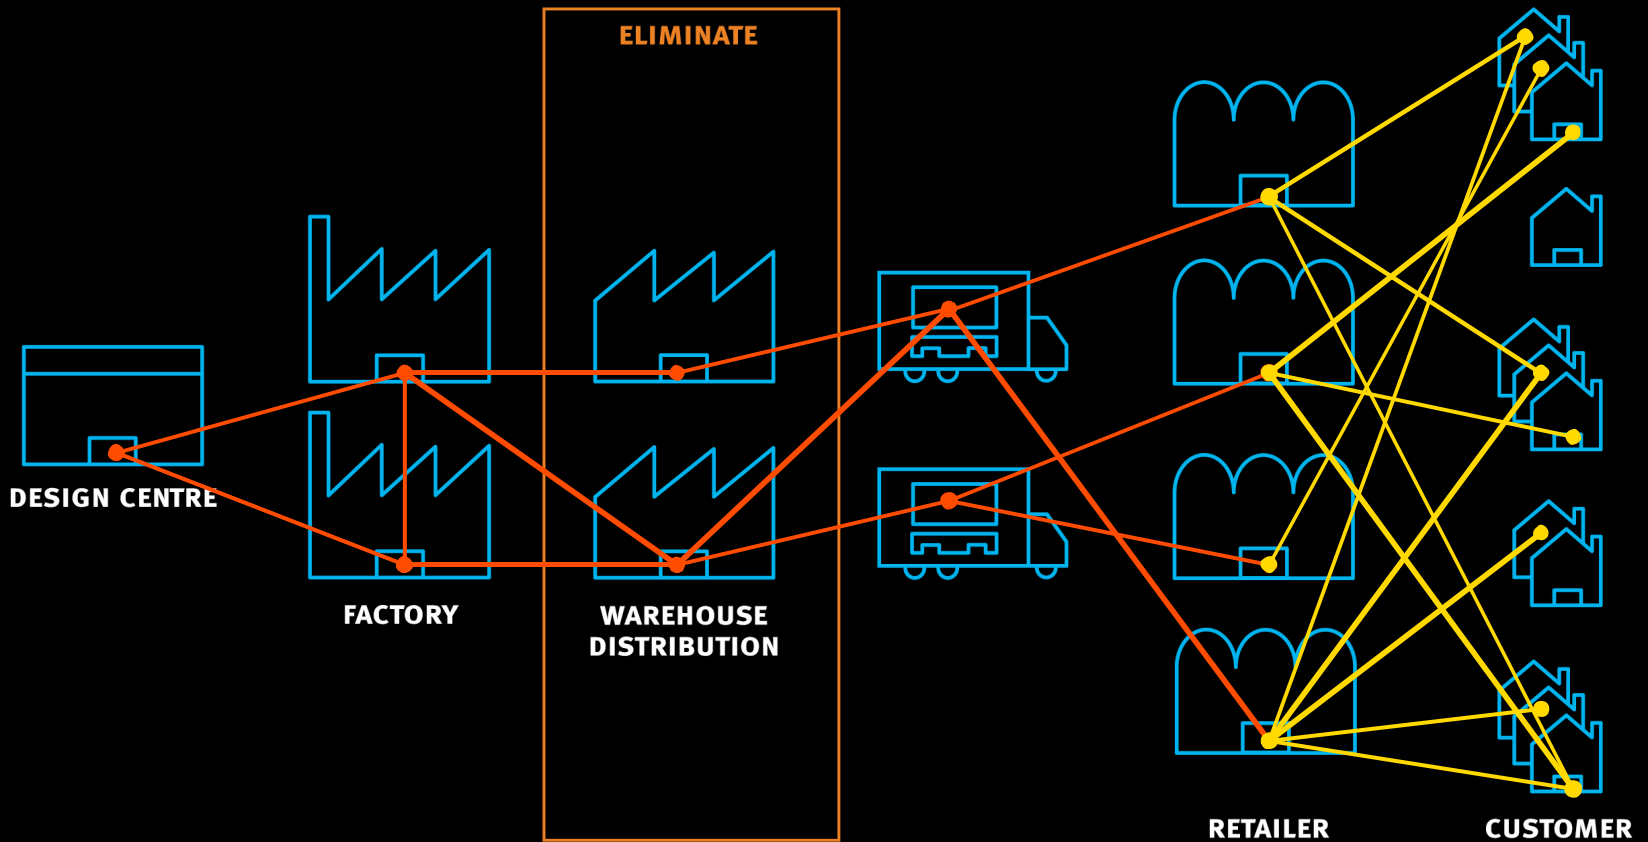 ELIMINATE
DESIGN CENTRE
FACTORY
WAREHOUSE
DISTRIBUTION
RETAILER
CUSTOMER